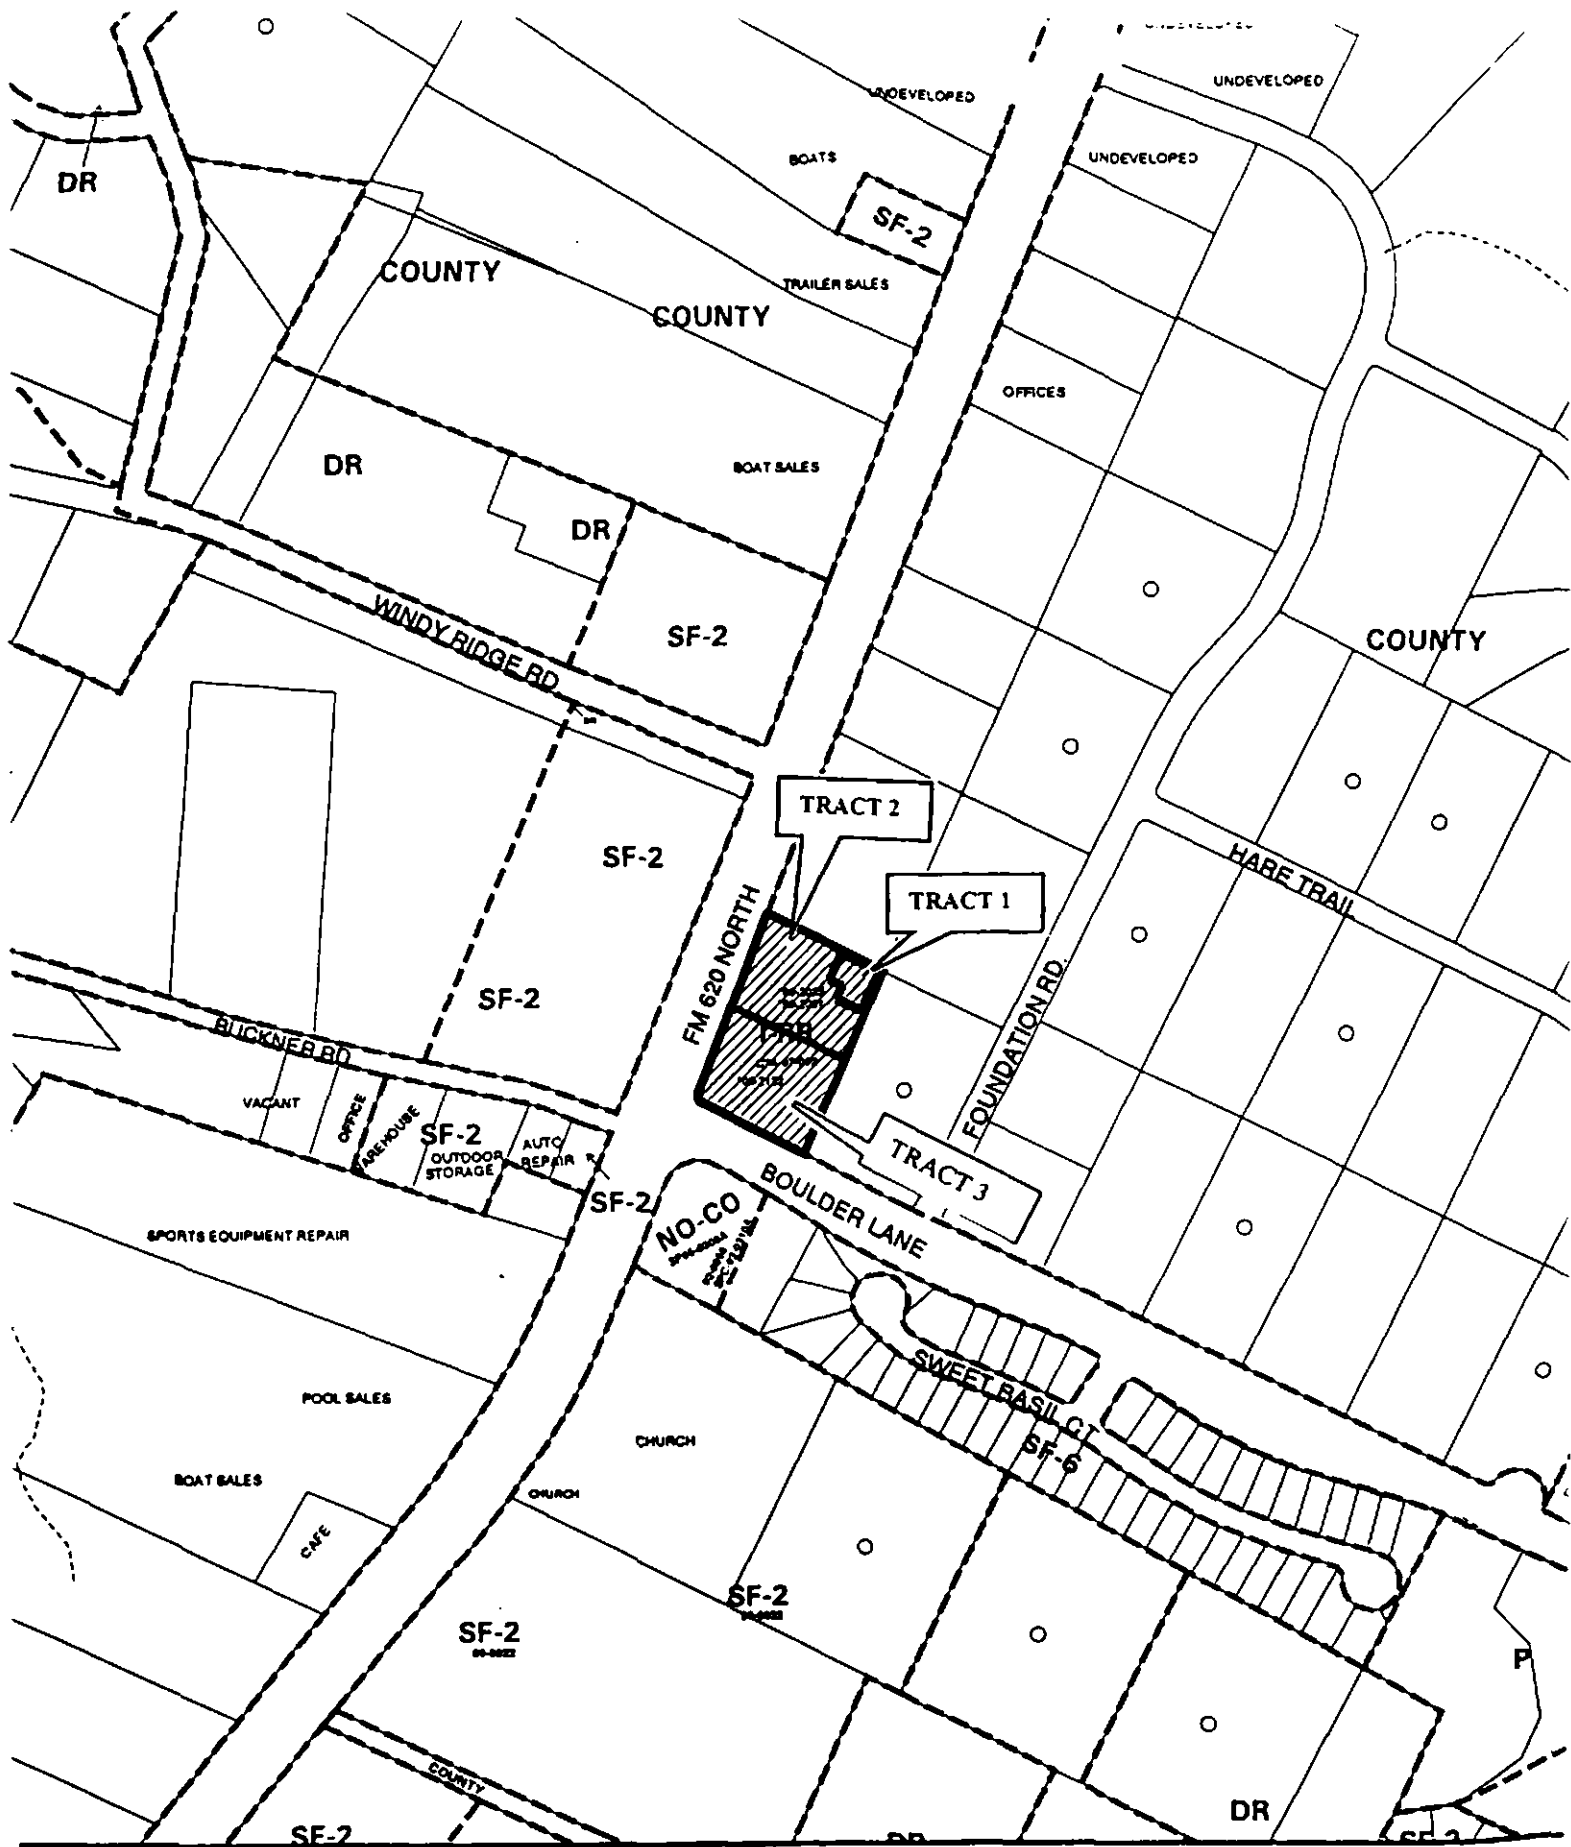 UNDEVELOPED
UNDEVELOPED
UNDEVELOPED
BOATS
UNDEVELOPED
DR
SF-2
COUNTY
TRAILER SALES
COUNTY
OFFICES
DR
BOAT SALES
DR
WINDY RIDGE RD
SF-2
COUNTY
TRACT 2
SF-2
HARE TRAIL
TRACT 1
FM 620 NORTH
SF-2
FOUNDATION RD.
BUCKNER RD
VACANT
OFFICE
WAREHOUSE
SF-2
OUTDOOR
STORAGE
AUTO
REPAIR
TRACT 3
SF-2
BOULDER LANE
NO-CO
SPORTS EQUIPMENT REPAIR
SWEET BASIL CT
POOL SALES
CHURCH
SF-6
BOAT SALES
CHURCH
CAFE
SF-2
SF-2
P
COUNTY
DR
SF-2
DR
SF-2